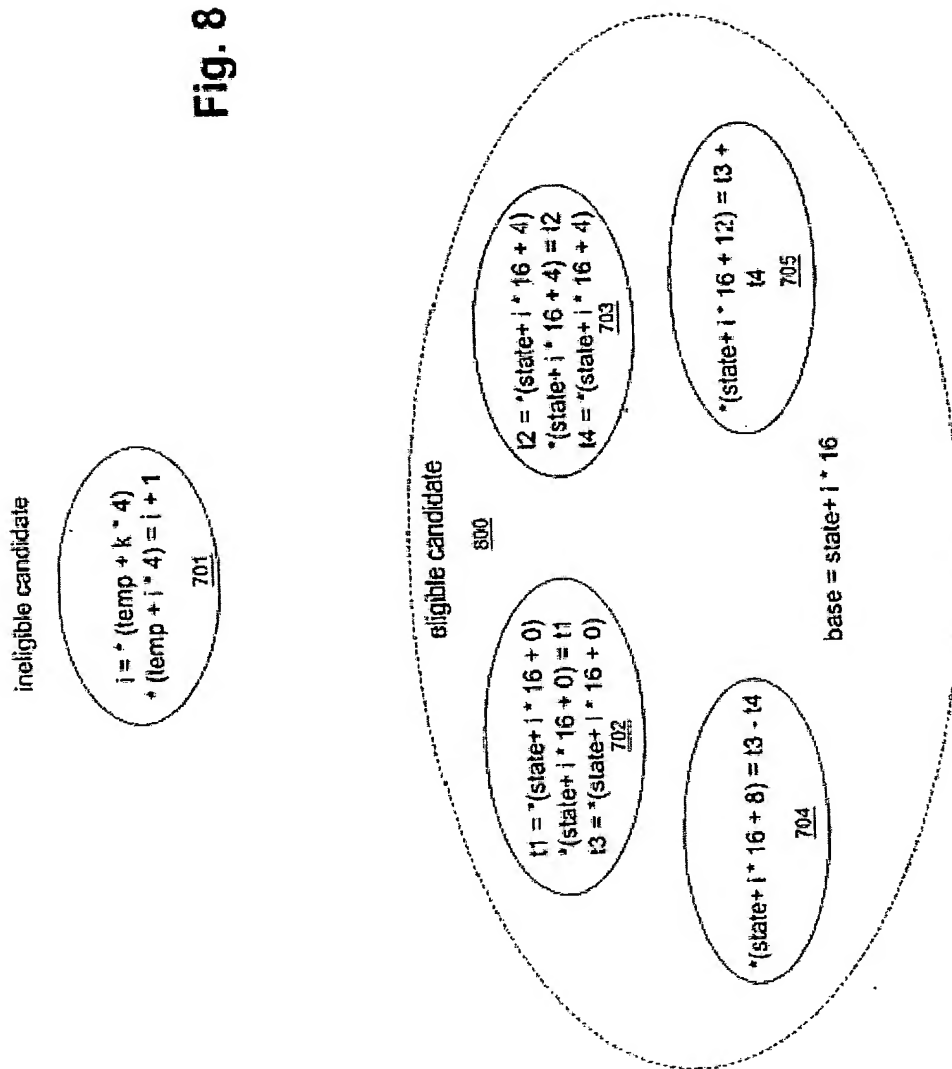 Fig. 8
ineligible candidate
i = * (temp + k * 4)
* (temp + i * 4) = i + 1
701
eligible candidate
800
t1 = *(state+ i * 16 + 0)
*(state+ i * 16 + 0) = t1
t3 = *(state+ i * 16 + 0)
702
t2 = *(state+ i * 16 + 4)
*(state+ i * 16 + 4) = t2
t4 = *(state+ i * 16 + 4)
703
*(state+ i * 16 + 8) = t3 - t4
704
*(state+ i * 16 + 12) = t3 +
t4
705
base = state+ i * 16